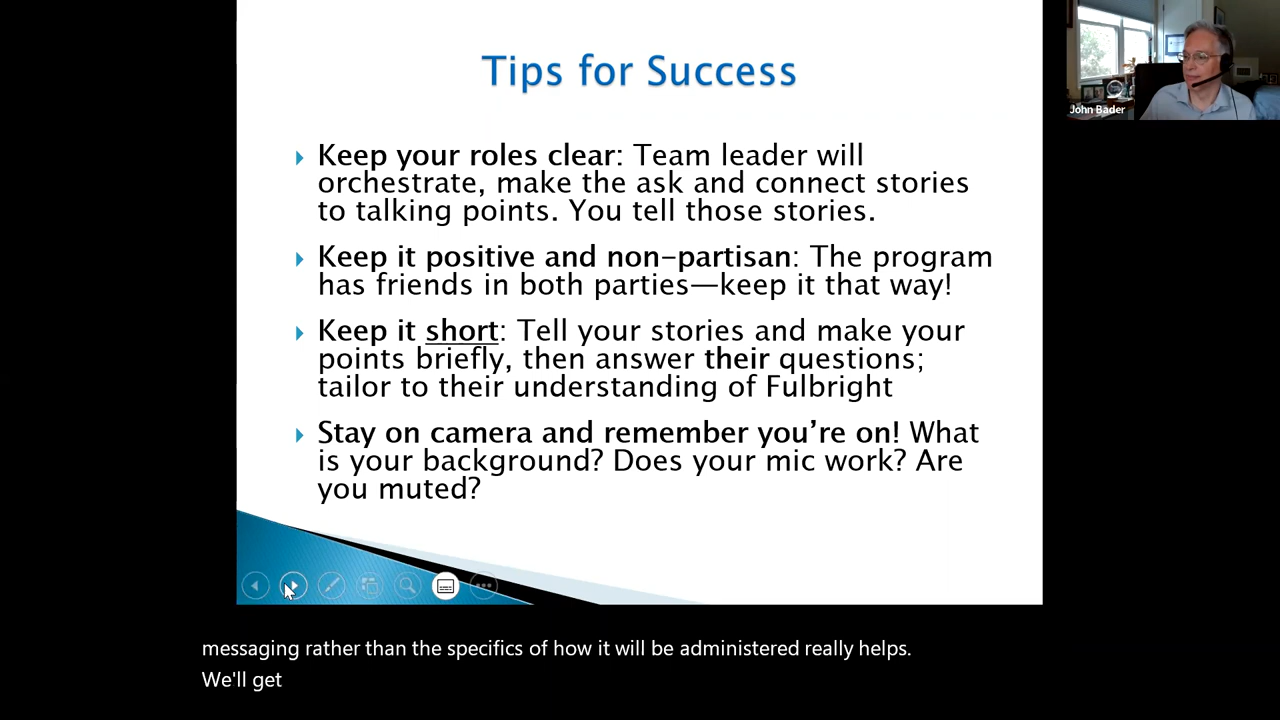 Tips for Success
Keep your roles clear: Team leader will
orchestrate, make the ask and connect stories
to talking points. You tell those stories.
Keep it positive and non-partisan: The program
has friends in both parties—keep it that way!
Keep it short: Tell your stories and make your
points briefly, then answer their questions;
tailor to their understanding of Fulbright
Stay on camera and remember you're on! What
is your background? Does your mic work? Are
you muted?
John Bader
messaging rather than the specifics of how it will be administered really helps.
We'll get